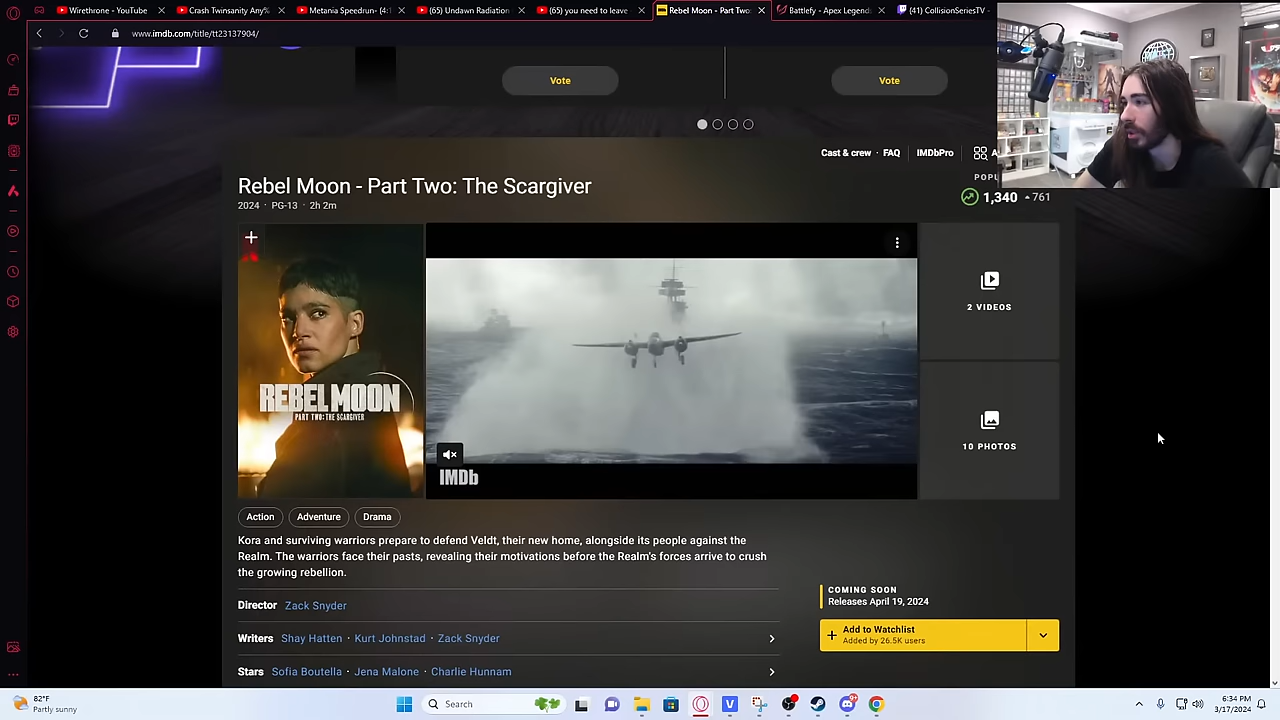 Wirethrone - YouTube
Crash Twinsanity Any%
Metania Speedrun- (4:
(65) Undawn Radiation
(65) you need to leave
Rebel Moon - Part Two:
Battlefy - Apex Legend
(41) CollisionSeriesTV
www.imdb.com/title/tt23137904/
Vote
Vote
Cast & crew · FAQ
IMDbPro
POPU
Rebel Moon - Part Two: The Scargiver
2024 · PG-13 · 2h 2m
1,340
761
REBEL MOON
PART TWO: THE SCARGIVER
IMDb
2 VIDEOS
10 PHOTOS
Action
Adventure
Drama
Kora and surviving warriors prepare to defend Veldt, their new home, alongside its people against the
Realm. The warriors face their pasts, revealing their motivations before the Realm's forces arrive to crush
the growing rebellion.
Director Zack Snyder
Writers Shay Hatten · Kurt Johnstad · Zack Snyder
Stars Sofia Boutella · Jena Malone · Charlie Hunnam
COMING SOON
Releases April 19, 2024
Add to Watchlist
Added by 26.5K users
82°F
Partly sunny
Search
6:34 PM
3/17/2024